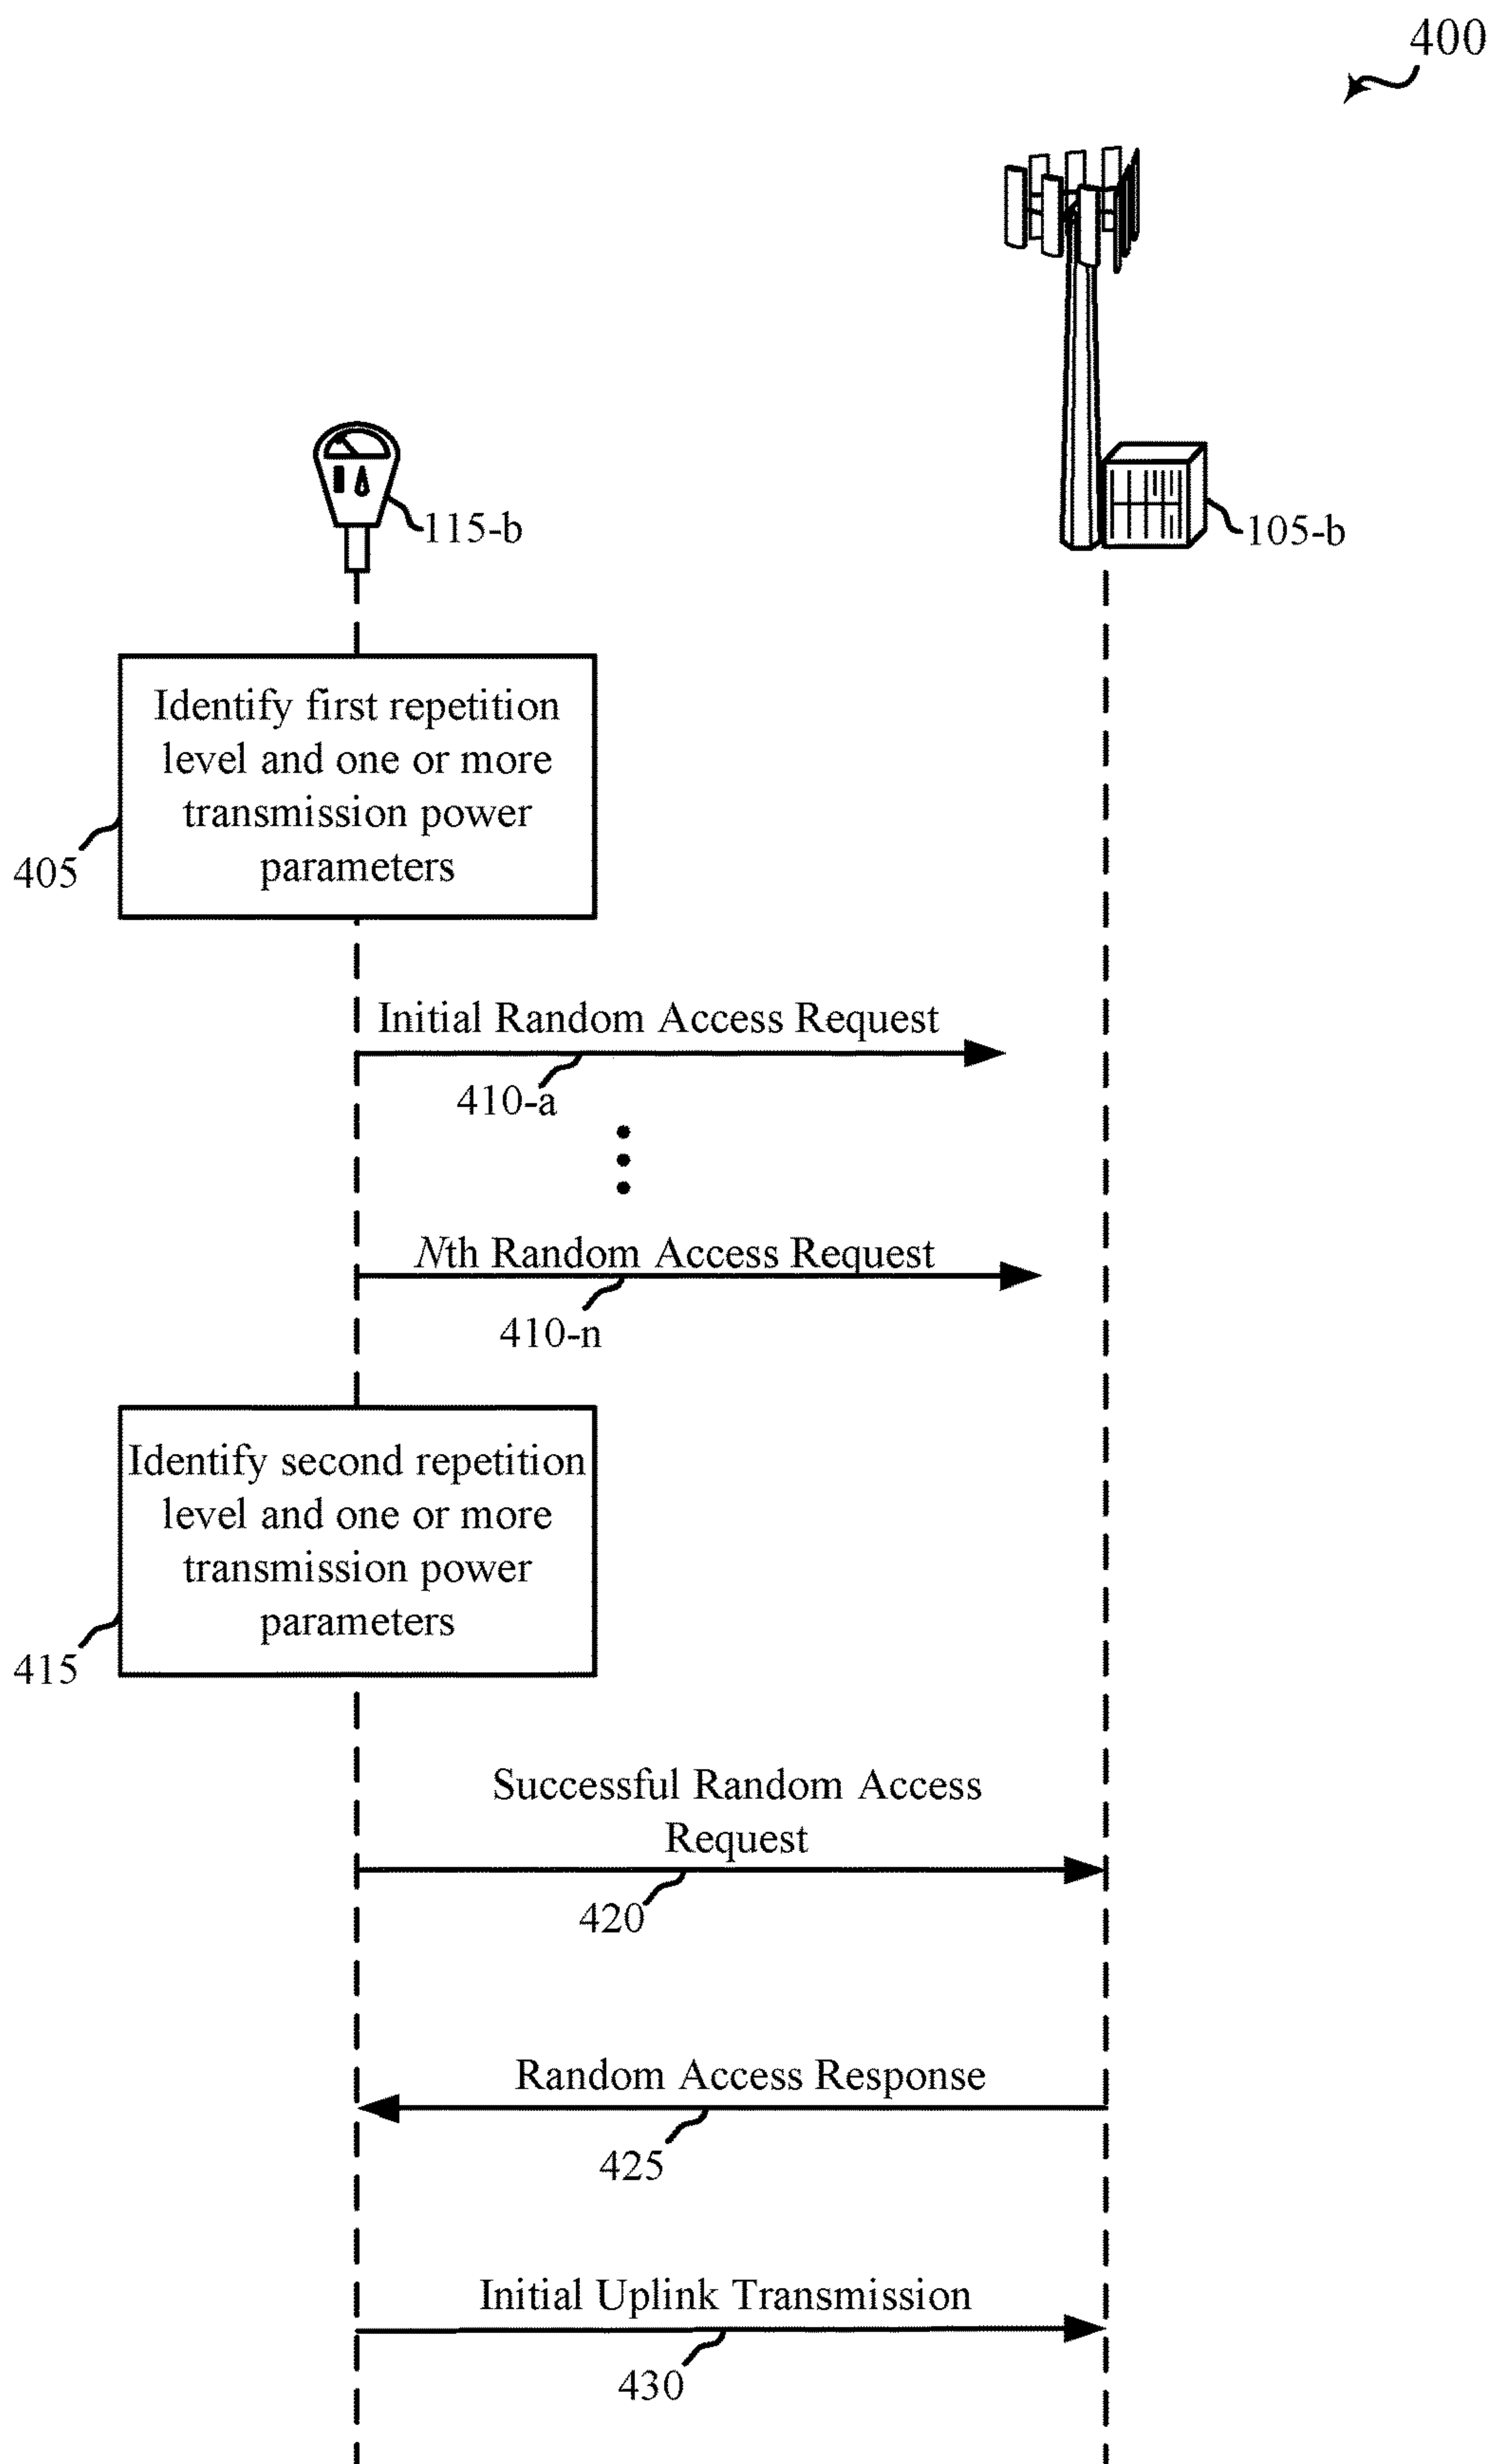 400
115-b
105-b
Identify first repetition
level and one or more
transmission power
parameters
405
Initial Random Access Request
410-a
Nth Random Access Request
410-n
Identify second repetition
level and one or more
transmission power
parameters
415
Successful Random Access
Request
420
Random Access Response
425
Initial Uplink Transmission
430